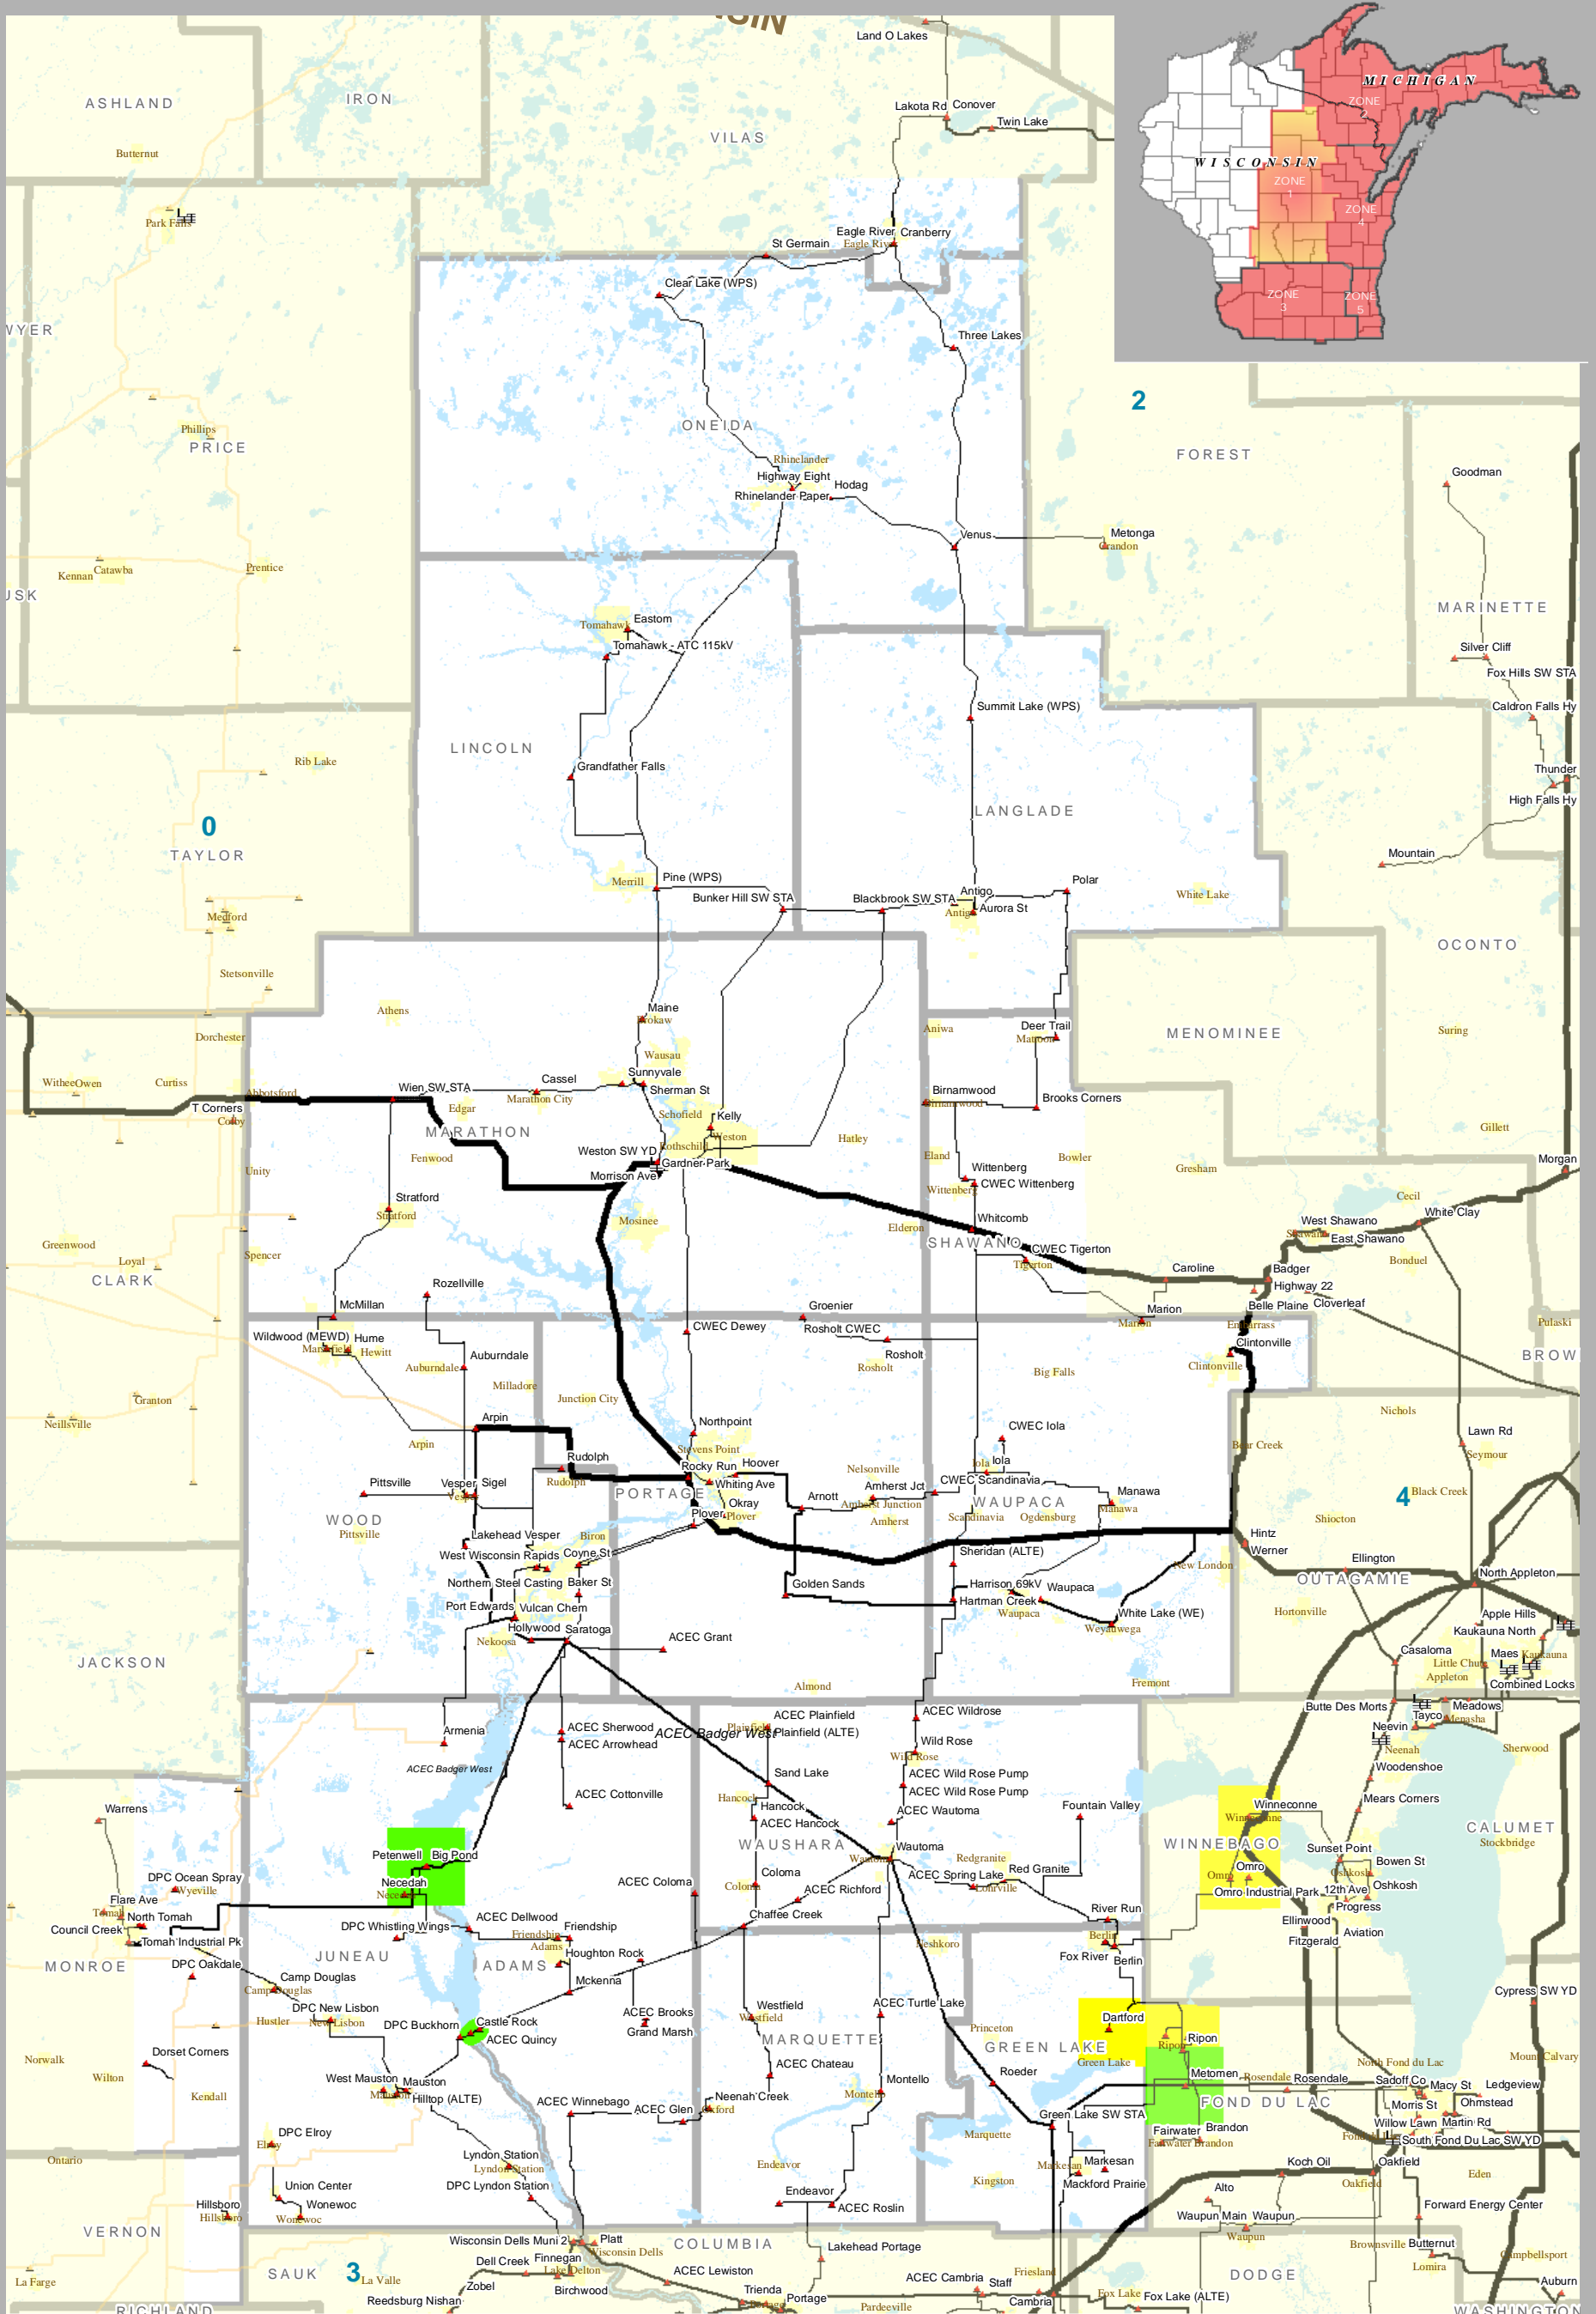 Land O Lakes
MICHIGAN
ASHLAND
IRON
ZONE
2
Lakota Rd
Conover
Twin Lake
VILAS
Butternut
WISCONSIN
ZONE
1
ZONE
4
Park Falls
Eagle River
Cranberry
St Germain
Clear Lake (WPS)
ZONE
3
ZONE
5
Three Lakes
2
ONEIDA
Phillips
PRICE
FOREST
Rhinelander
Highway Eight
Hodag
Rhinelander Paper
Goodman
Venus
Metonga
Crandon
Kennan
Catawba
Prentice
MARINETTE
Eastom
Tomahawk
Tomahawk - ATC 115kV
Silver Cliff
Fox Hills SW STA
Summit Lake (WPS)
Caldron Falls Hy
LINCOLN
Rib Lake
Grandfather Falls
Thunder
High Falls Hy
LANGLADE
0
TAYLOR
Mountain
Pine (WPS)
Merrill
Bunker Hill SW STA
Blackbrook SW STA
Antigo
Aurora St
Polar
White Lake
Medford
OCONTO
Stetsonville
Athens
Maine
Brokaw
Aniwa
Deer Trail
Mattoon
MENOMINEE
Suring
Dorchester
Wausau
Withee
Owen
Curtiss
Abbotsford
Wien SW STA
Cassel
Marathon City
Sunnyvale
Sherman St
Birnamwood
Brooks Corners
T Corners
Colby
Edgar
MARATHON
Schofield
Kelly
Weston
Hatley
Gillett
Fenwood
Rothschild
Weston SW YD
Gardner Park
Morrison Ave
Eland
Bowler
Gresham
Morgan
Unity
Wittenberg
CWEC Wittenberg
Wittenberg
Stratford
Stratford
Cecil
White Clay
Mosinee
Elderon
Whitcomb
SHAWANO
CWEC Tigerton
Tigerton
West Shawano
East Shawano
Bonduel
Greenwood
Loyal
Spencer
CLARK
Rozellville
Caroline
Badger
Highway 22
McMillan
Groenier
Marion
Marion
Belle Plaine
Cloverleaf
Embarrass
Pulaski
Wildwood (MEWD)
Hume
Hewitt
CWEC Dewey
Rosholt CWEC
Rosholt
Rosholt
Clintonville
Clintonville
Auburndale
Auburndale
Milladore
Junction City
Big Falls
Granton
Neillsville
Nichols
Arpin
Arpin
Northpoint
Stevens Point
CWEC Iola
Iola
Iola
Bear Creek
Lawn Rd
Seymour
Rudolph
Rudolph
Rocky Run
Hoover
Whiting Ave
Nelsonville
CWEC Scandinavia
Pittsville
Vesper
Sigel
PORTAGE
Arnott
Amherst Jct
Amherst Junction
Amherst
WAUPACA
Scandinavia
Ogdensburg
Manawa
Manawa
4
Black Creek
WOOD
Pittsville
Okray
Plover
Plover
Biron
Shiocton
Lakehead Vesper
West Wisconsin Rapids
Coyne St
Sheridan (ALTE)
Hintz
Werner
New London
Ellington
OUTAGAMIE
North Appleton
Northern Steel Casting
Baker St
Golden Sands
Harrison 69kV
Waupaca
Hartman Creek
Waupaca
White Lake (WE)
Weyauwega
Hortonville
Apple Hills
Kaukauna North
Port Edwards
Vulcan Chem
Hollywood
Saratoga
Nekoosa
ACEC Grant
JACKSON
Casaloma
Little Chute
Maes
Kaukauna
Appleton
Combined Locks
Almond
Fremont
Armenia
ACEC Sherwood
ACEC Arrowhead
ACEC Plainfield
Plainfield
Plainfield (ALTE)
ACEC Badger West
ACEC Wildrose
Butte Des Morts
Meadows
Tayco
Menasha
Neevin
Neenah
Sherwood
Wild Rose
Wild Rose
ACEC Badger West
Sand Lake
ACEC Wild Rose Pump
ACEC Wild Rose Pump
Woodenshoe
ACEC Cottonville
Hancock
Hancock
ACEC Hancock
ACEC Wautoma
Fountain Valley
Warrens
Winneconne
Winneconne
Mears Corners
CALUMET
Stockbridge
WAUSHARA
WINNEBAGO
Petenwell
Big Pond
Wautoma
Wautoma
Redgranite
Red Granite
Sunset Point
Bowen St
Oshkosh
Oshkosh
DPC Ocean Spray
Wyeville
Necedah
Necedah
ACEC Coloma
Coloma
Coloma
ACEC Richford
ACEC Spring Lake
Lohrville
Omro
Omro
Omro Industrial Park
12th Ave
Progress
Flare Ave
Tomah
North Tomah
Council Creek
Tomah Industrial Pk
DPC Whistling Wings
ACEC Dellwood
Friendship
Friendship
Adams
Chaffee Creek
River Run
Berlin
Ellinwood
Fitzgerald
Aviation
MONROE
DPC Oakdale
JUNEAU
ADAMS
Houghton Rock
Mckenna
Neshkoro
Fox River
Berlin
Camp Douglas
Camp Douglas
Cypress SW YD
DPC New Lisbon
New Lisbon
Hustler
DPC Buckhorn
Castle Rock
ACEC Quincy
ACEC Brooks
Grand Marsh
Westfield
Westfield
MARQUETTE
ACEC Turtle Lake
Princeton
Dartford
GREEN LAKE
Green Lake
Ripon
Ripon
Norwalk
Wilton
Dorset Corners
Kendall
West Mauston
Mauston
Mauston
Hilltop (ALTE)
ACEC Chateau
Montello
Montello
Roeder
Metomen
Rosendale
Rosendale
North Fond du Lac
Mount Calvary
Sadoff Co
Macy St
Ledgeview
Ohmstead
ACEC Winnebago
ACEC Glen
Neenah Creek
Oxford
Green Lake SW STA
FOND DU LAC
Morris St
Willow Lawn
Martin Rd
South Fond Du Lac SW YD
DPC Elroy
Elroy
Fairwater
Brandon
Fairwater
Brandon
Marquette
Ontario
Lyndon Station
Lyndon Station
DPC Lyndon Station
Endeavor
Kingston
Markesan
Markesan
Mackford Prairie
Koch Oil
Oakfield
Oakfield
Eden
Union Center
Wonewoc
Wonewoc
Hillsboro
Hillsboro
Endeavor
ACEC Roslin
Alto
Waupun Main
Waupun
Waupun
Forward Energy Center
VERNON
Wisconsin Dells Muni 2
Platt
Wisconsin Dells
COLUMBIA
Lakehead Portage
Brownsville
Butternut
Lomira
Campbellsport
SAUK
3
La Valle
La Farge
Dell Creek
Finnegan
Lake Delton
Birchwood
ACEC Lewiston
Friesland
DODGE
Zobel
Reedsburg Nishan
Trienda
Portage
Portage
ACEC Cambria
Staff
Cambria
Pardeeville
Fox Lake
Fox Lake (ALTE)
Auburn
RICHLAND
WASHINGTON